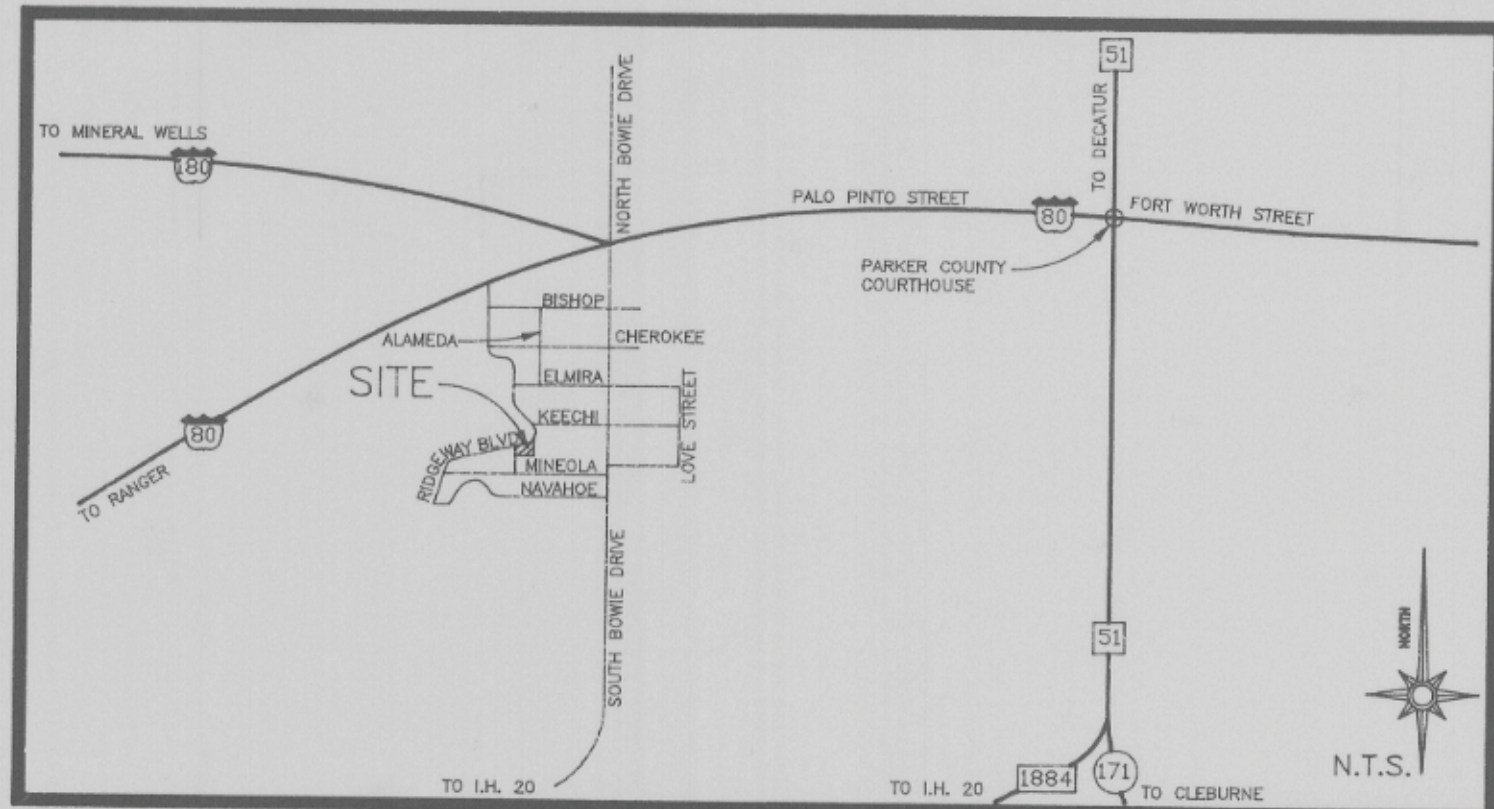 51
TO DECATUR
NORTH BOWIE DRIVE
TO MINERAL WELLS
180
PALO PINTO STREET
80
FORT WORTH STREET
PARKER COUNTY
COURTHOUSE
BISHOP
ALAMEDA
CHEROKEE
SITE
ELMIRA
LOVE STREET
KEECHI
80
RIDGEWAY BLVD
MINEOLA
NAVAHOE
TO RANGER
SOUTH BOWIE DRIVE
51
NORTH
N.T.S.
TO I.H. 20
TO I.H. 20
1884
171
TO CLEBURNE